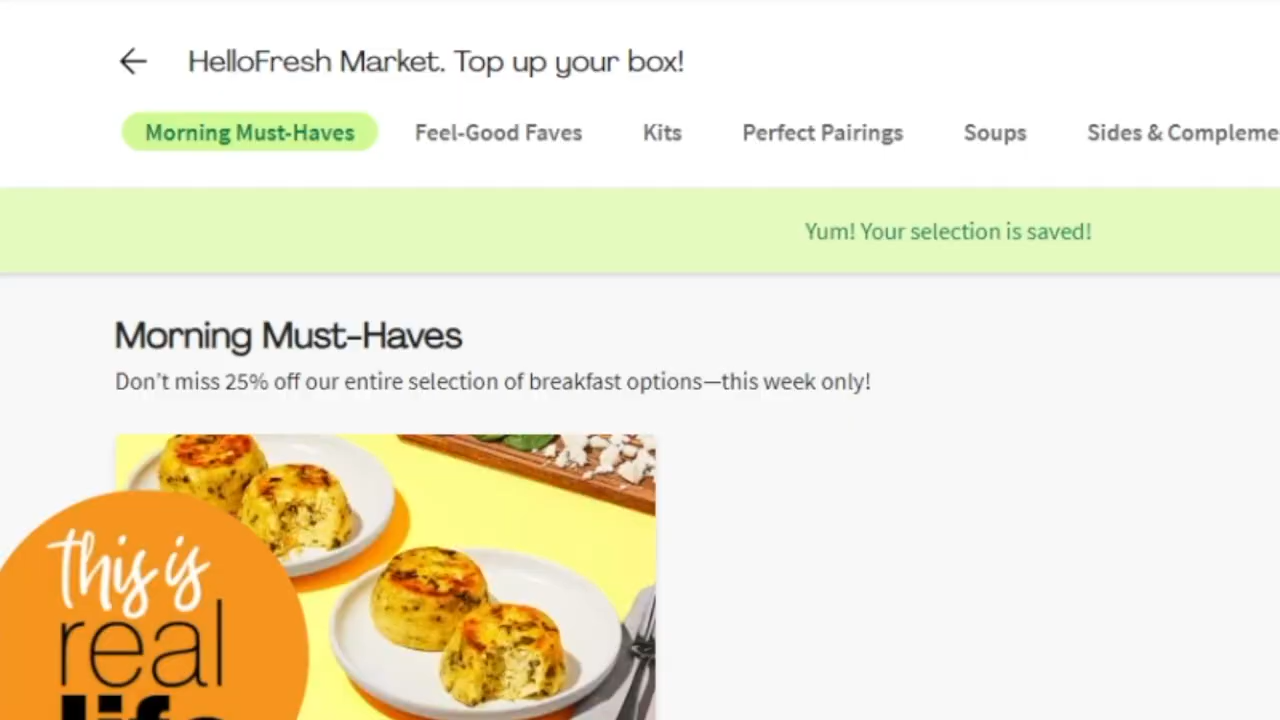 HelloFresh Market. Top up your box!
Morning Must-Haves Feel-Good Faves Kits Perfect Pairings Soups Sides & Compleme
Yum! Your selection is saved!
Morning Must-Haves
Don't miss 25% off our entire selection of breakfast options—this week only!
this is
real
life